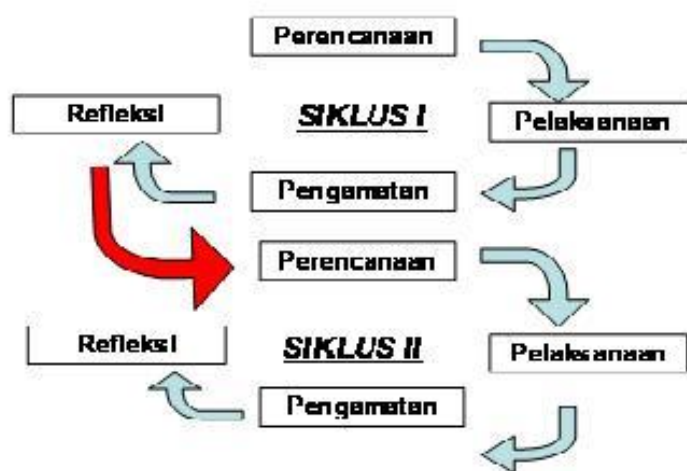 Perencanaan
Refleksi
SIKLUS I
Pelaksanaan
Pengamatan
Perencanaan
Refleksi
SIKLUS II
Pelaksanaan
Pengamatan